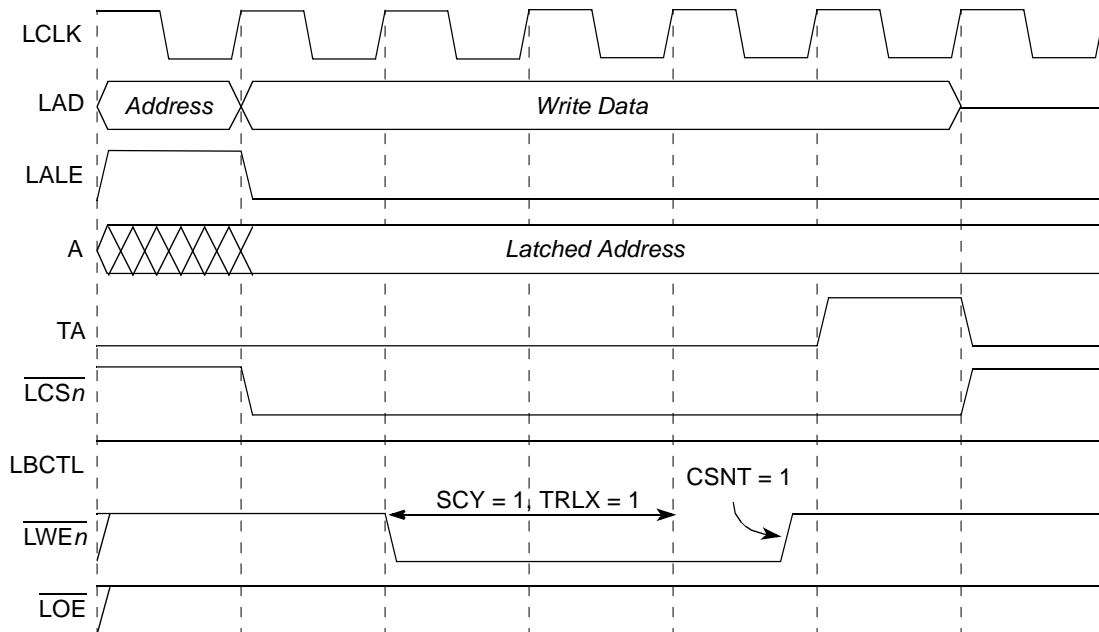 LCLK
LAD Address Write Data
LALE
A Latched Address
TA
LCSn
LBCTL
SCY = 1, TRLX = 1 CSNT = 1
LWEn
LOE